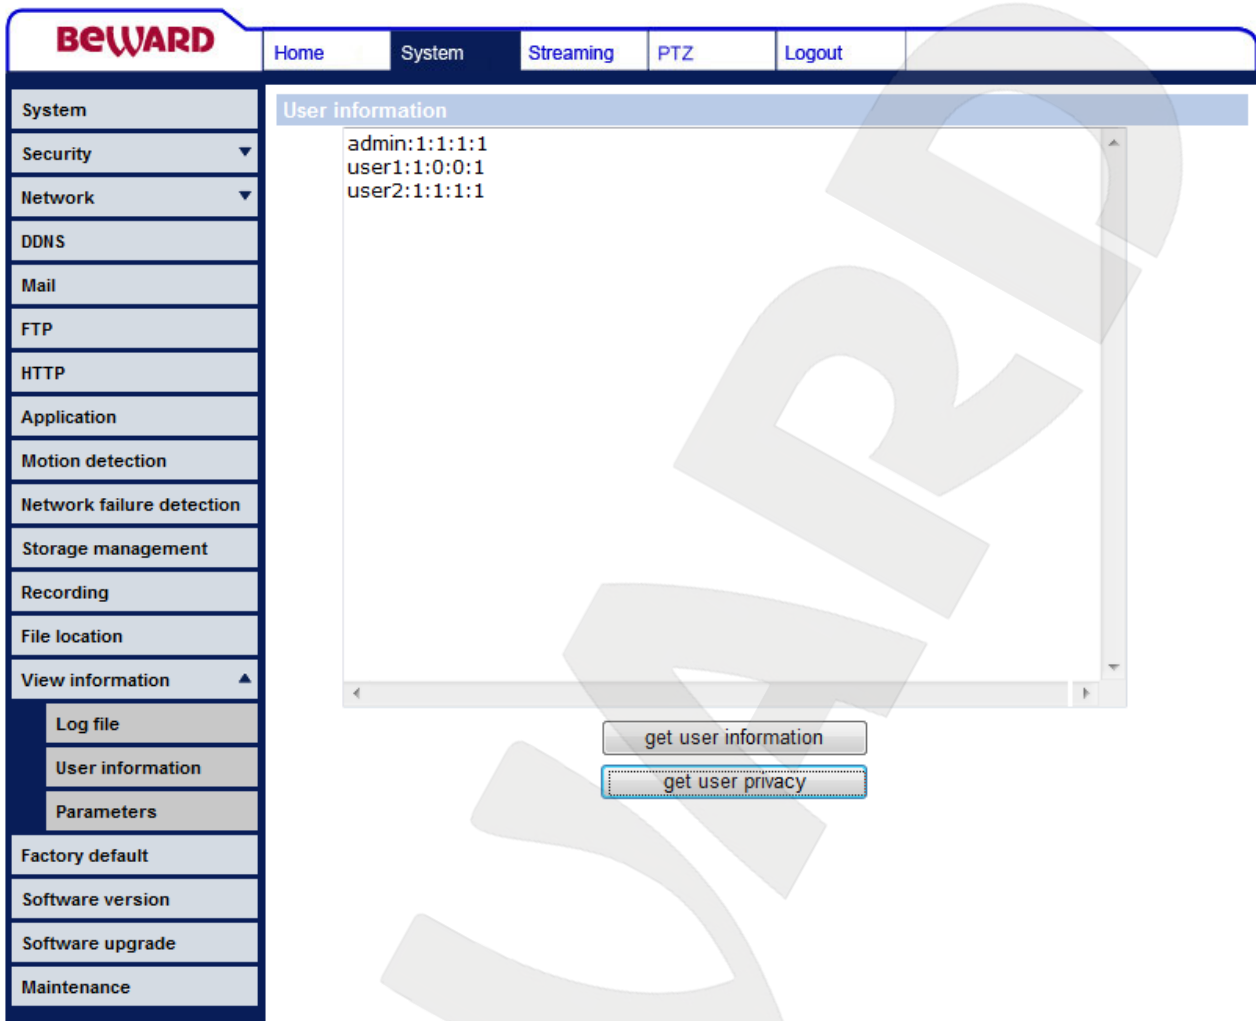 BEWARD
Home System Streaming PTZ Logout
System
Security
Network
DDNS
Mail
FTP
HTTP
Application
Motion detection
Network failure detection
Storage management
Recording
File location
View information
Log file
User information
Parameters
Factory default
Software version
Software upgrade
Maintenance
User information
admin:1:1:1:1
user1:1:0:0:1
user2:1:1:1:1
get user information
get user privacy